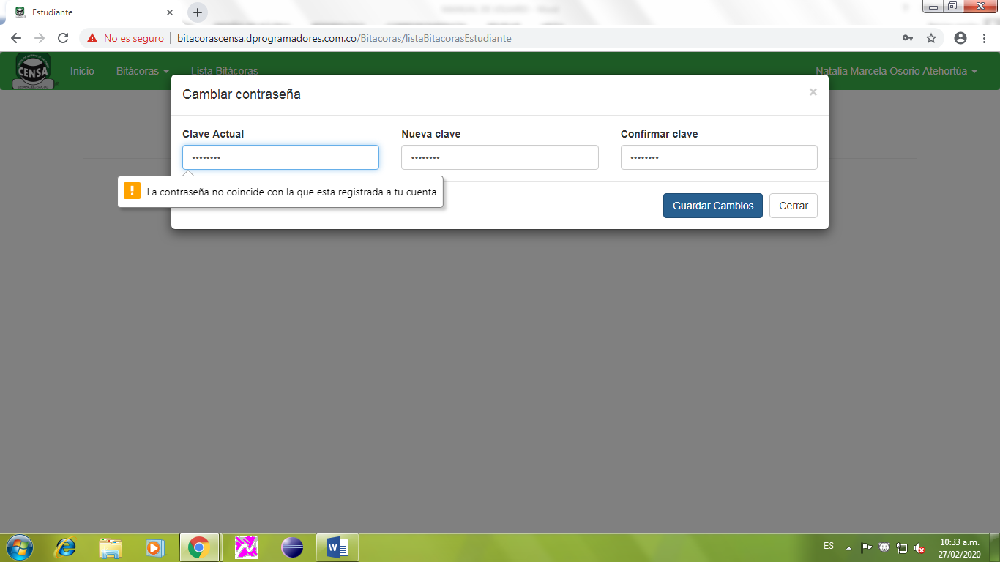 Estudiante
No es seguro
bitacorascensa.dprogramadores.com.co/Bitacoras/listaBitacorasEstudiante
CENSA
Inicio
Bitácoras
Lista Bitácoras
Natalia Marcela Osorio Atehortúa
Cambiar contraseña
×
Clave Actual
Nueva clave
Confirmar clave
••••••••
••••••••
••••••••
La contraseña no coincide con la que esta registrada a tu cuenta
Guardar Cambios
Cerrar
ES
10:33 a.m.
27/02/2020